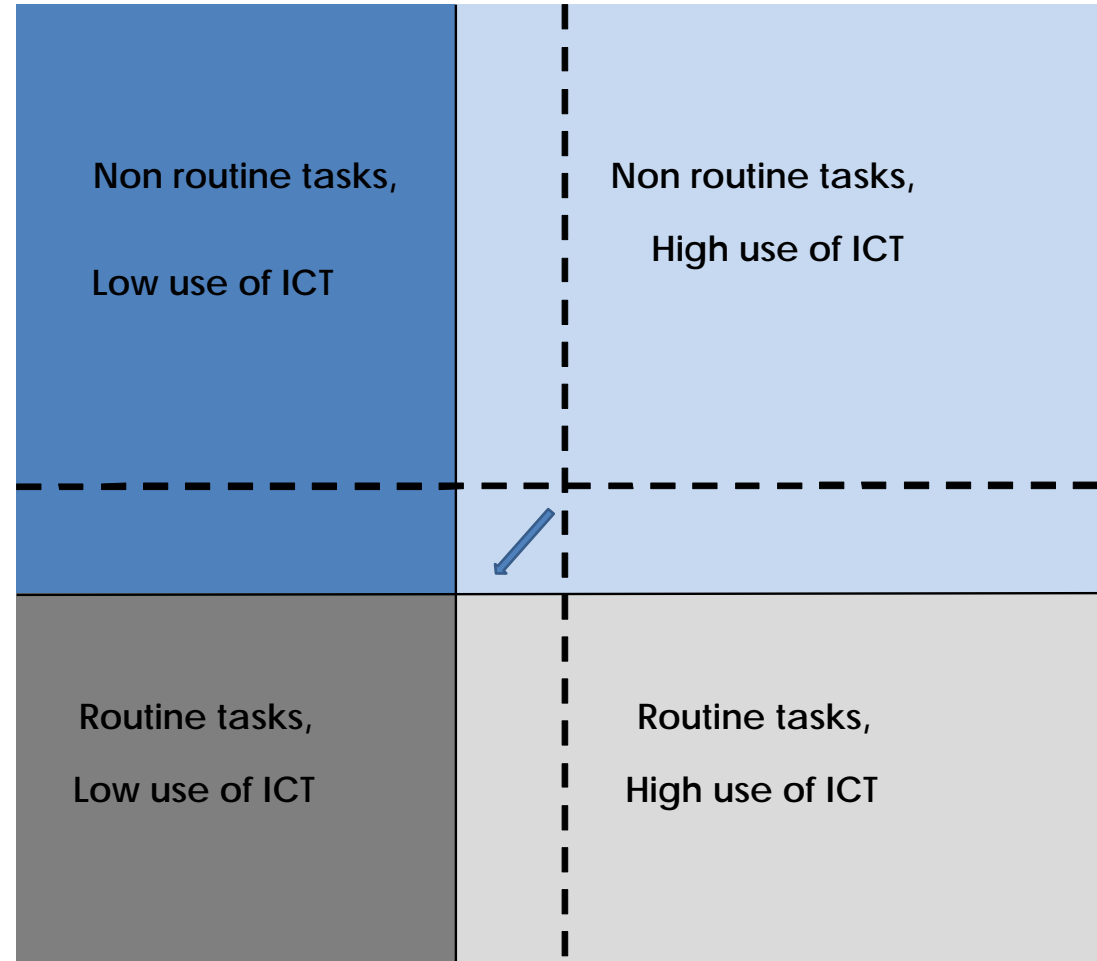 Non routine tasks,
Low use of ICT
Non routine tasks,
High use of ICT
Routine tasks,
Low use of ICT
Routine tasks,
High use of ICT